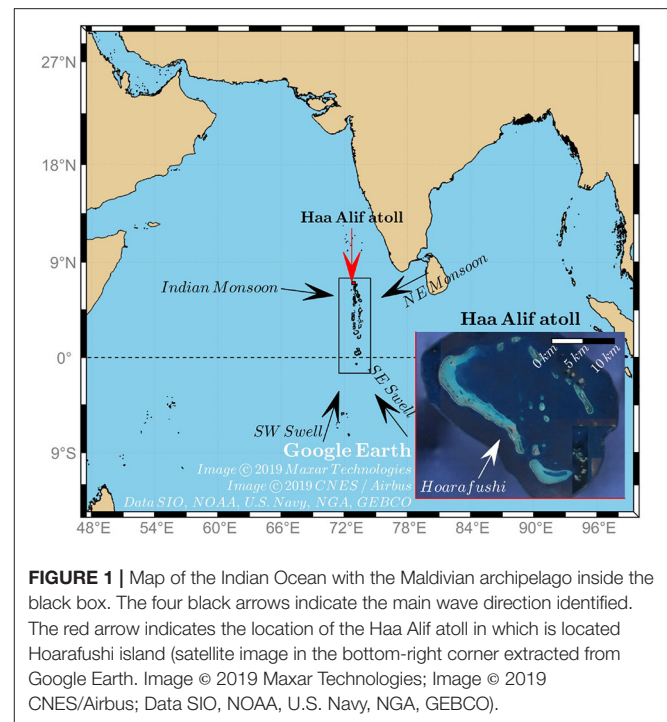 27°N
18°N
Haa Alif atoll
9°N
Indian Monsoon
NE Monsoon
Haa Alif atoll
0 km
5 km
10 km
0°
SE Swell
SW Swell
9°S
Google Earth
Image © 2019 Maxar Technologies
Image © 2019 CNES / Airbus
Data SIO, NOAA, U.S. Navy, NGA, GEBCO
Hoarafushi
48°E 54°E 60°E 66°E 72°E 78°E 84°E 90°E 96°E
FIGURE 1 | Map of the Indian Ocean with the Maldivian archipelago inside the
black box. The four black arrows indicate the main wave direction identified.
The red arrow indicates the location of the Haa Alif atoll in which is located
Hoarafushi island (satellite image in the bottom-right corner extracted from
Google Earth. Image © 2019 Maxar Technologies; Image © 2019
CNES/Airbus; Data SIO, NOAA, U.S. Navy, NGA, GEBCO).